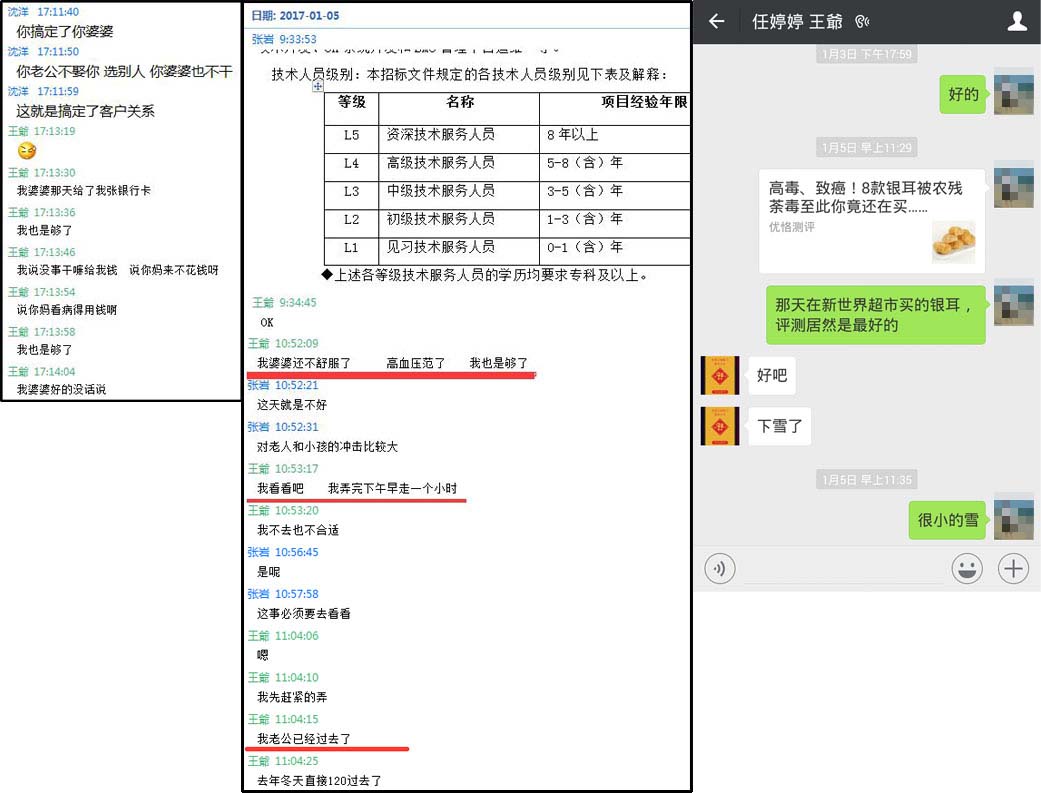 沈洋 17:11:40
你搞定了你婆婆
沈洋 17:11:50
你老公不娶你 选别人 你婆婆也不干
沈洋 17:11:59
这就是搞定了客户关系
王爺 17:13:19
王爺 17:13:30
我婆婆那天给了我张银行卡
王爺 17:13:36
我也是够了
王爺 17:13:46
我说没事干嘛给我钱 说你妈来不花钱呀
王爺 17:13:54
说你妈看病得用钱啊
王爺 17:13:58
我也是够了
王爺 17:14:04
我婆婆好的没话说
日期: 2017-01-05
张岩 9:33:53
技术人员级别：本招标文件规定的各技术人员级别见下表及解释：
等级 名称 项目经验年限
L5 资深技术服务人员 8 年以上
L4 高级技术服务人员 5-8（含）年
L3 中级技术服务人员 3-5（含）年
L2 初级技术服务人员 1-3（含）年
L1 见习技术服务人员 0-1（含）年
◆上述各等级技术服务人员的学历均要求专科及以上。
王爺 9:34:45
OK
王爺 10:52:09
我婆婆还不舒服了 高血压范了 我也是够了
张岩 10:52:21
这天就是不好
张岩 10:52:31
对老人和小孩的冲击比较大
王爺 10:53:17
我看看吧 我弄完下午早走一个小时
王爺 10:53:20
我不去也不合适
张岩 10:56:45
是呢
张岩 10:57:58
这事必须要去看看
王爺 11:04:06
嗯
王爺 11:04:10
我先赶紧的弄
王爺 11:04:15
我老公已经过去了
王爺 11:04:25
去年冬天直接120过去了
任婷婷 王爺
1月3日 下午17:59
好的
1月5日 早上11:29
高毒、致癌！8款银耳被农残
荼毒至此你竟还在买......
优恪测评
那天在新世界超市买的银耳，
评测居然是最好的
好吧
下雪了
1月5日 早上11:35
很小的雪